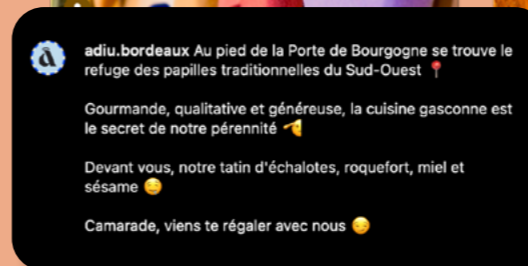 à
adiu.bordeaux Au pied de la Porte de Bourgogne se trouve le
refuge des papilles traditionnelles du Sud-Ouest 📍
Gourmande, qualitative et généreuse, la cuisine gasconne est
le secret de notre pérennité 🫡
Devant vous, notre tatin d'échalotes, roquefort, miel et
sésame 😋
Camarade, viens te régaler avec nous 😏